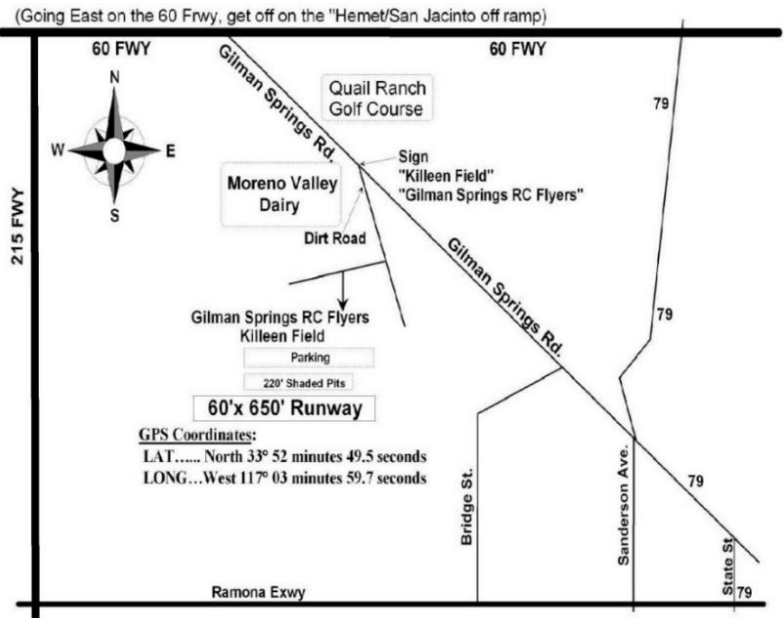 (Going East on the 60 Frwy, get off on the "Hemet/San Jacinto off ramp)
60 FWY
60 FWY
N
W
E
S
215 FWY
Gilman Springs Rd.
Quail Ranch
Golf Course
79
Sign
"Killeen Field"
"Gilman Springs RC Flyers"
Moreno Valley
Dairy
Dirt Road
Gilman Springs Rd.
79
Gilman Springs RC Flyers
Killeen Field
Parking
220' Shaded Pits
60'x 650' Runway
GPS Coordinates:
LAT...... North 33° 52 minutes 49.5 seconds
LONG...West 117° 03 minutes 59.7 seconds
Bridge St.
Sanderson Ave.
79
State St
79
Ramona Exwy